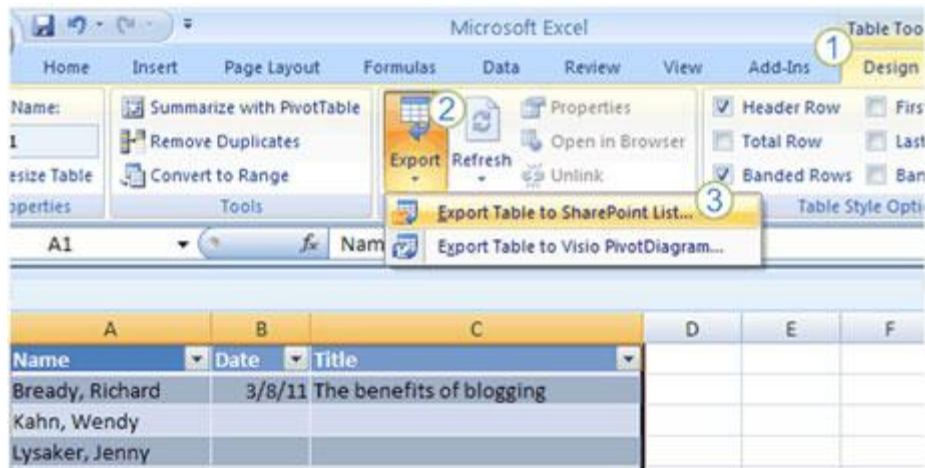 Microsoft Excel
Table Too
1
Home Insert Page Layout Formulas Data Review View Add-Ins Design
Name: Summarize with PivotTable 2 Properties Header Row Firs
1 Remove Duplicates Open in Browser Total Row Last
esize Table Convert to Range Export Refresh Unlink Banded Rows Ban
operties Tools Table Style Opti
Export Table to SharePoint List... 3
A1 fx Nam Export Table to Visio PivotDiagram...
A B C D E F
Name Date Title
Bready, Richard 3/8/11 The benefits of blogging
Kahn, Wendy
Lysaker, Jenny